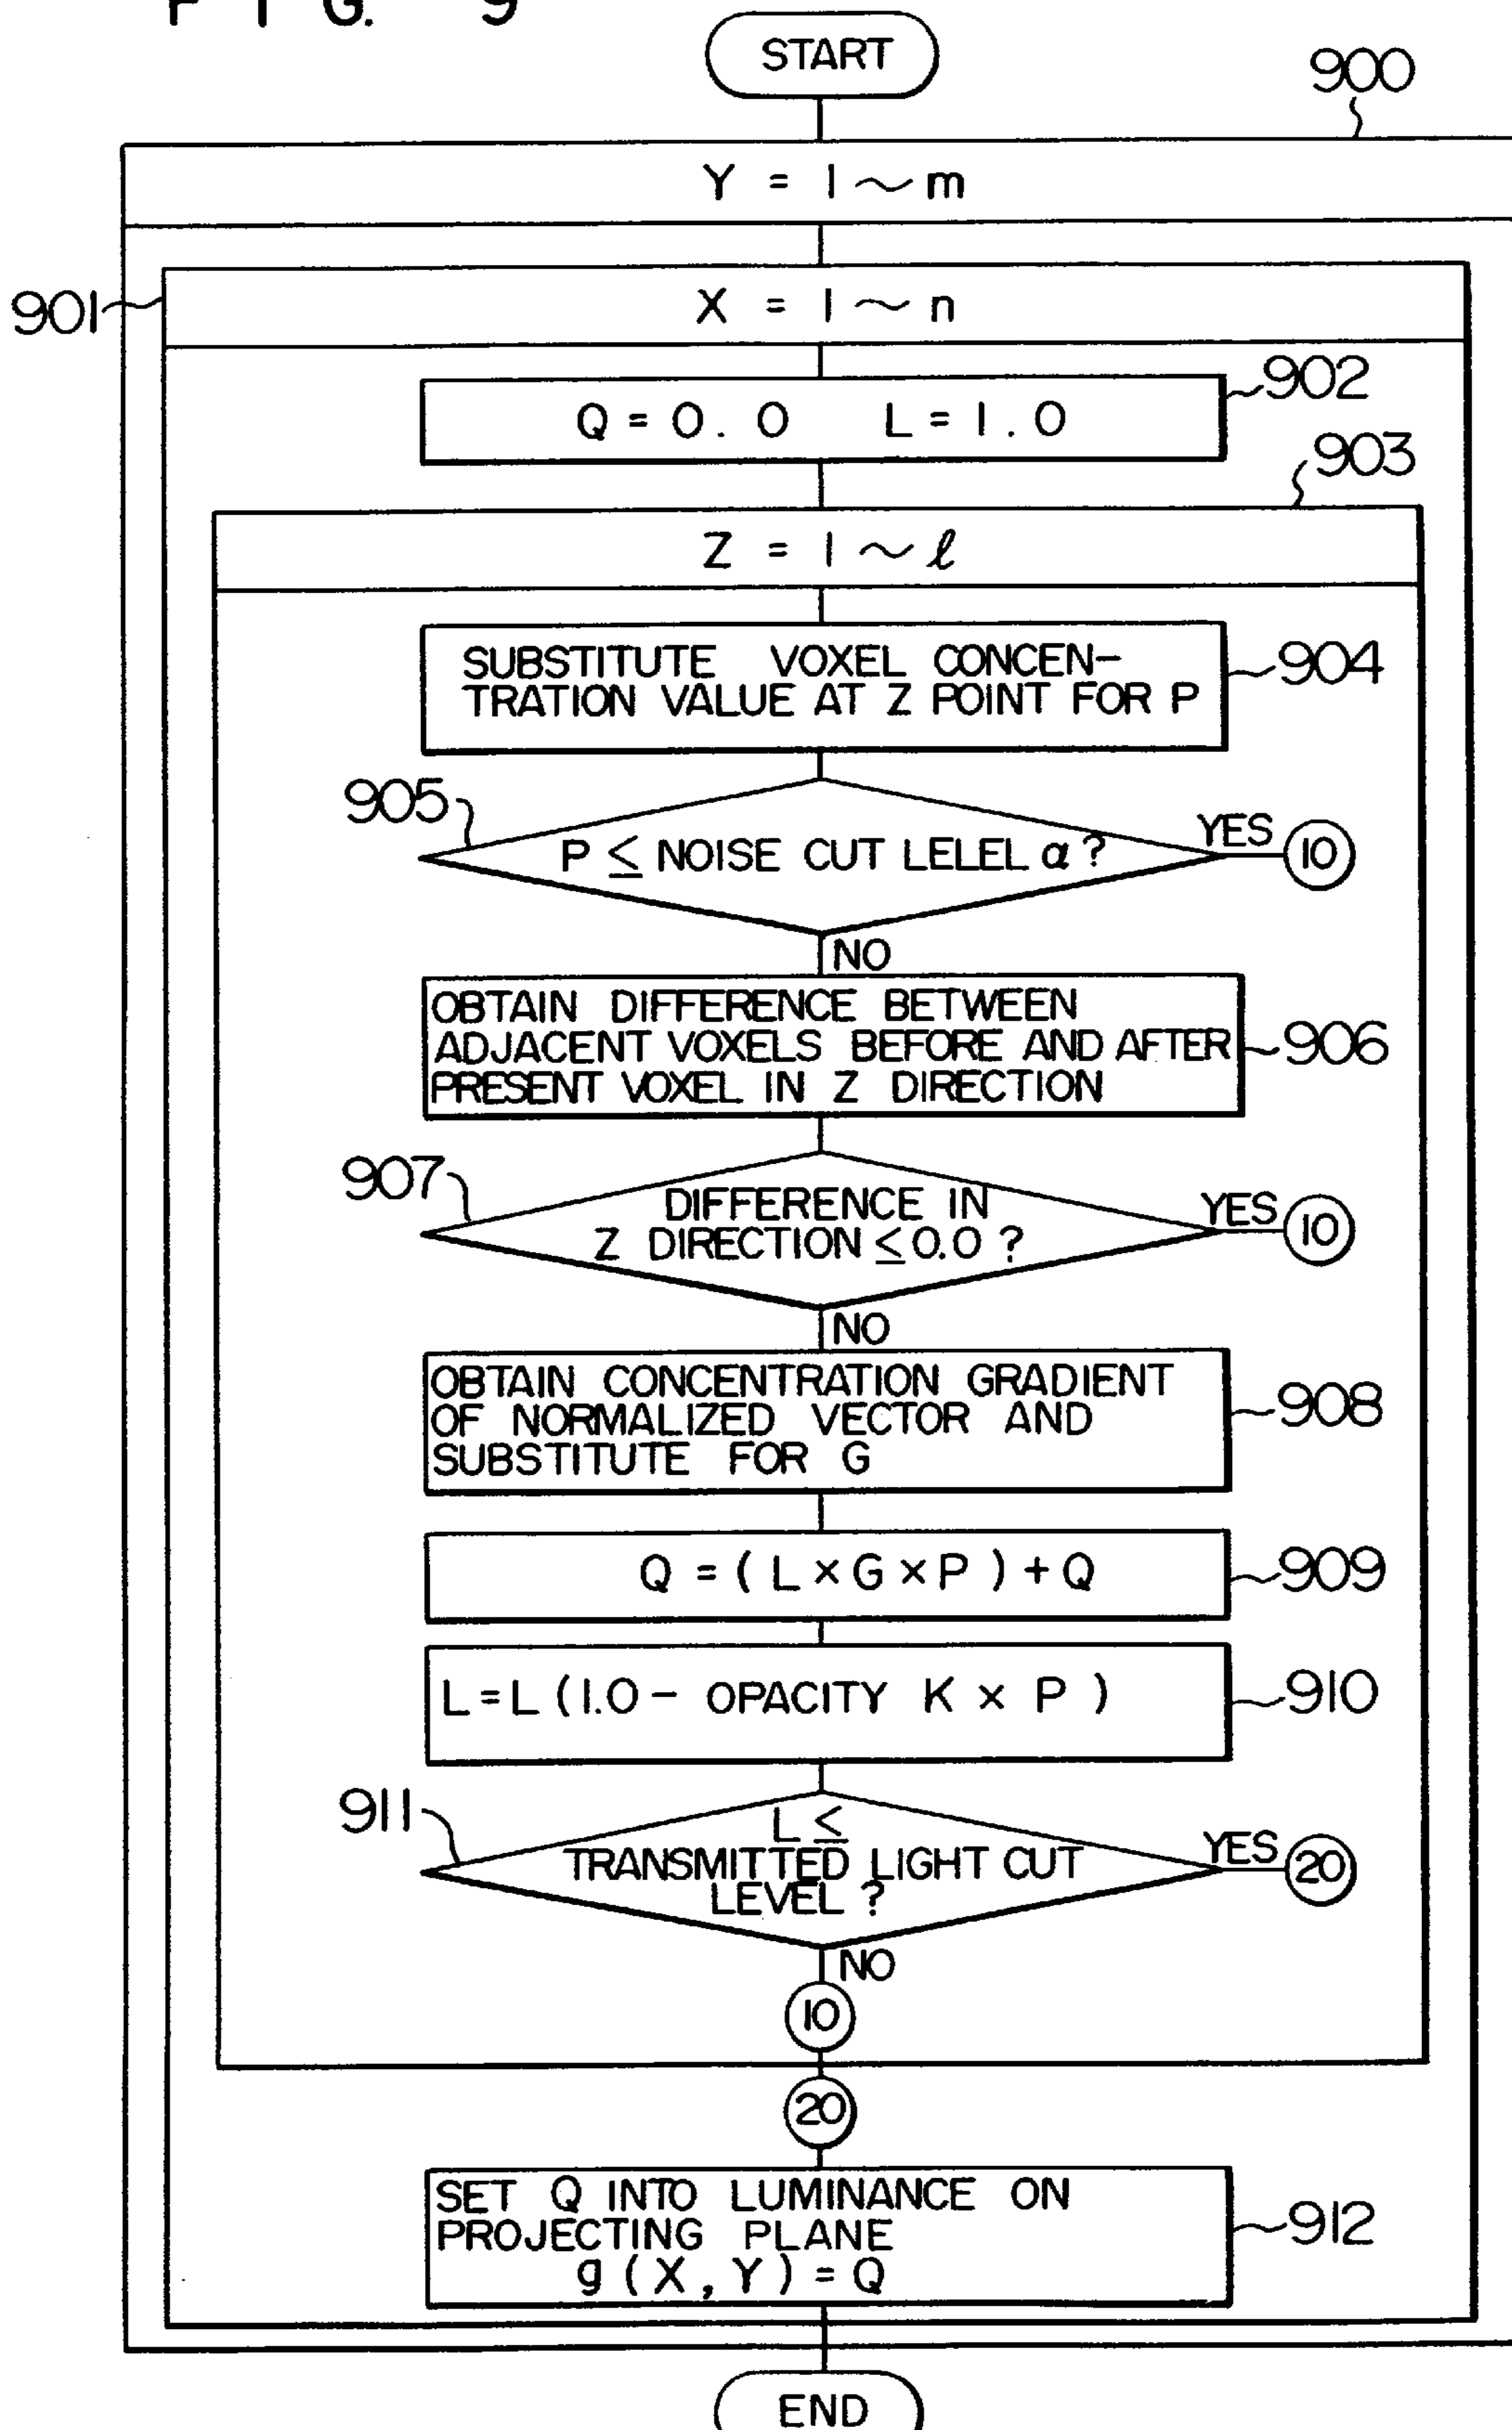 FIG. 9
START
900
Y = 1 ~ m
901
X = 1 ~ n
902
Q = 0.0 L = 1.0
903
Z = 1 ~ ℓ
SUBSTITUTE VOXEL CONCEN-
TRATION VALUE AT Z POINT FOR P
904
905
P ≤ NOISE CUT LELEL α ?
YES
10
NO
OBTAIN DIFFERENCE BETWEEN
ADJACENT VOXELS BEFORE AND AFTER
PRESENT VOXEL IN Z DIRECTION
906
907
DIFFERENCE IN
Z DIRECTION ≤ 0.0 ?
YES
10
NO
OBTAIN CONCENTRATION GRADIENT
OF NORMALIZED VECTOR AND
SUBSTITUTE FOR G
908
Q = ( L × G × P ) + Q
909
L = L (1.0 - OPACITY K × P )
910
911
L ≤
TRANSMITTED LIGHT CUT
LEVEL ?
YES
20
NO
10
20
SET Q INTO LUMINANCE ON
PROJECTING PLANE
g ( X , Y ) = Q
912
END